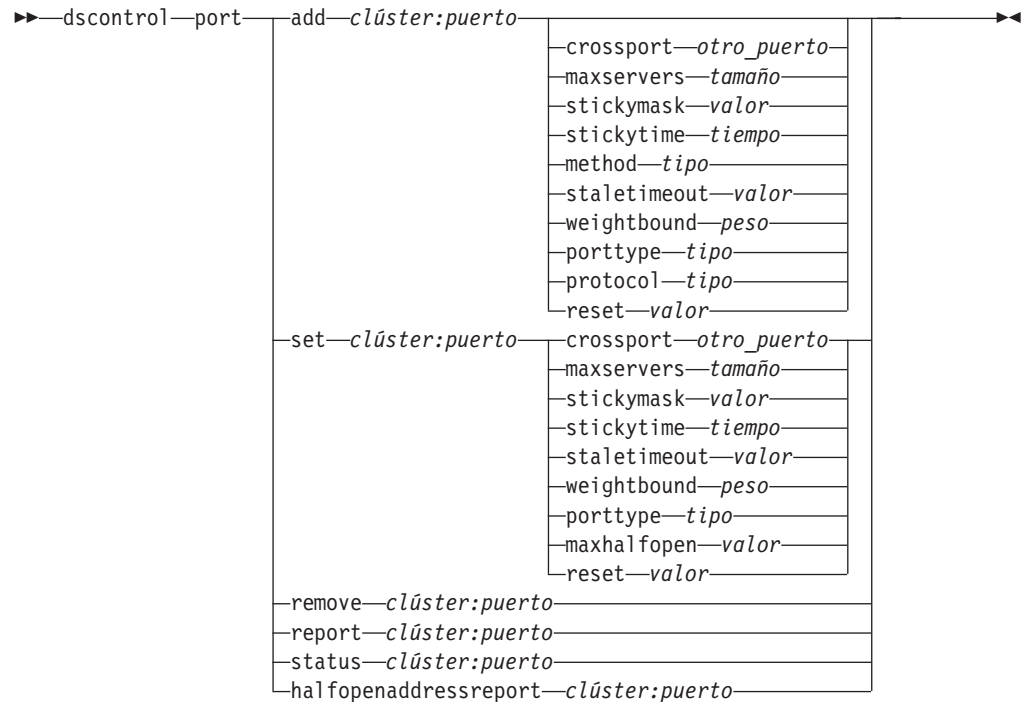 dscontrol port add clúster:puerto
crossport otro_puerto
maxservers tamaño
stickymask valor
stickytime tiempo
method tipo
staletimeout valor
weightbound peso
porttype tipo
protocol tipo
reset valor
set clúster:puerto crossport otro_puerto
maxservers tamaño
stickymask valor
stickytime tiempo
staletimeout valor
weightbound peso
porttype tipo
maxhalfopen valor
reset valor
remove clúster:puerto
report clúster:puerto
status clúster:puerto
halfopenaddressreport clúster:puerto